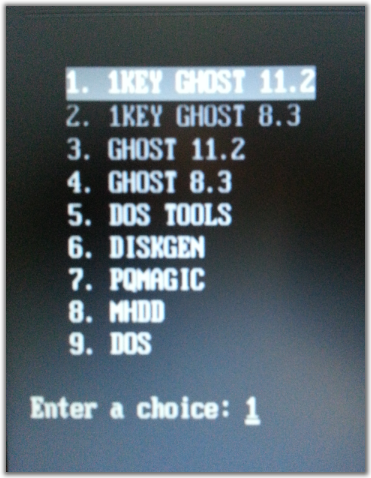 1. 1KEY GHOST 11.2
2. 1KEY GHOST 8.3
3. GHOST 11.2
4. GHOST 8.3
5. DOS TOOLS
6. DISKGEN
7. PQMAGIC
8. MHDD
9. DOS
Enter a choice: 1